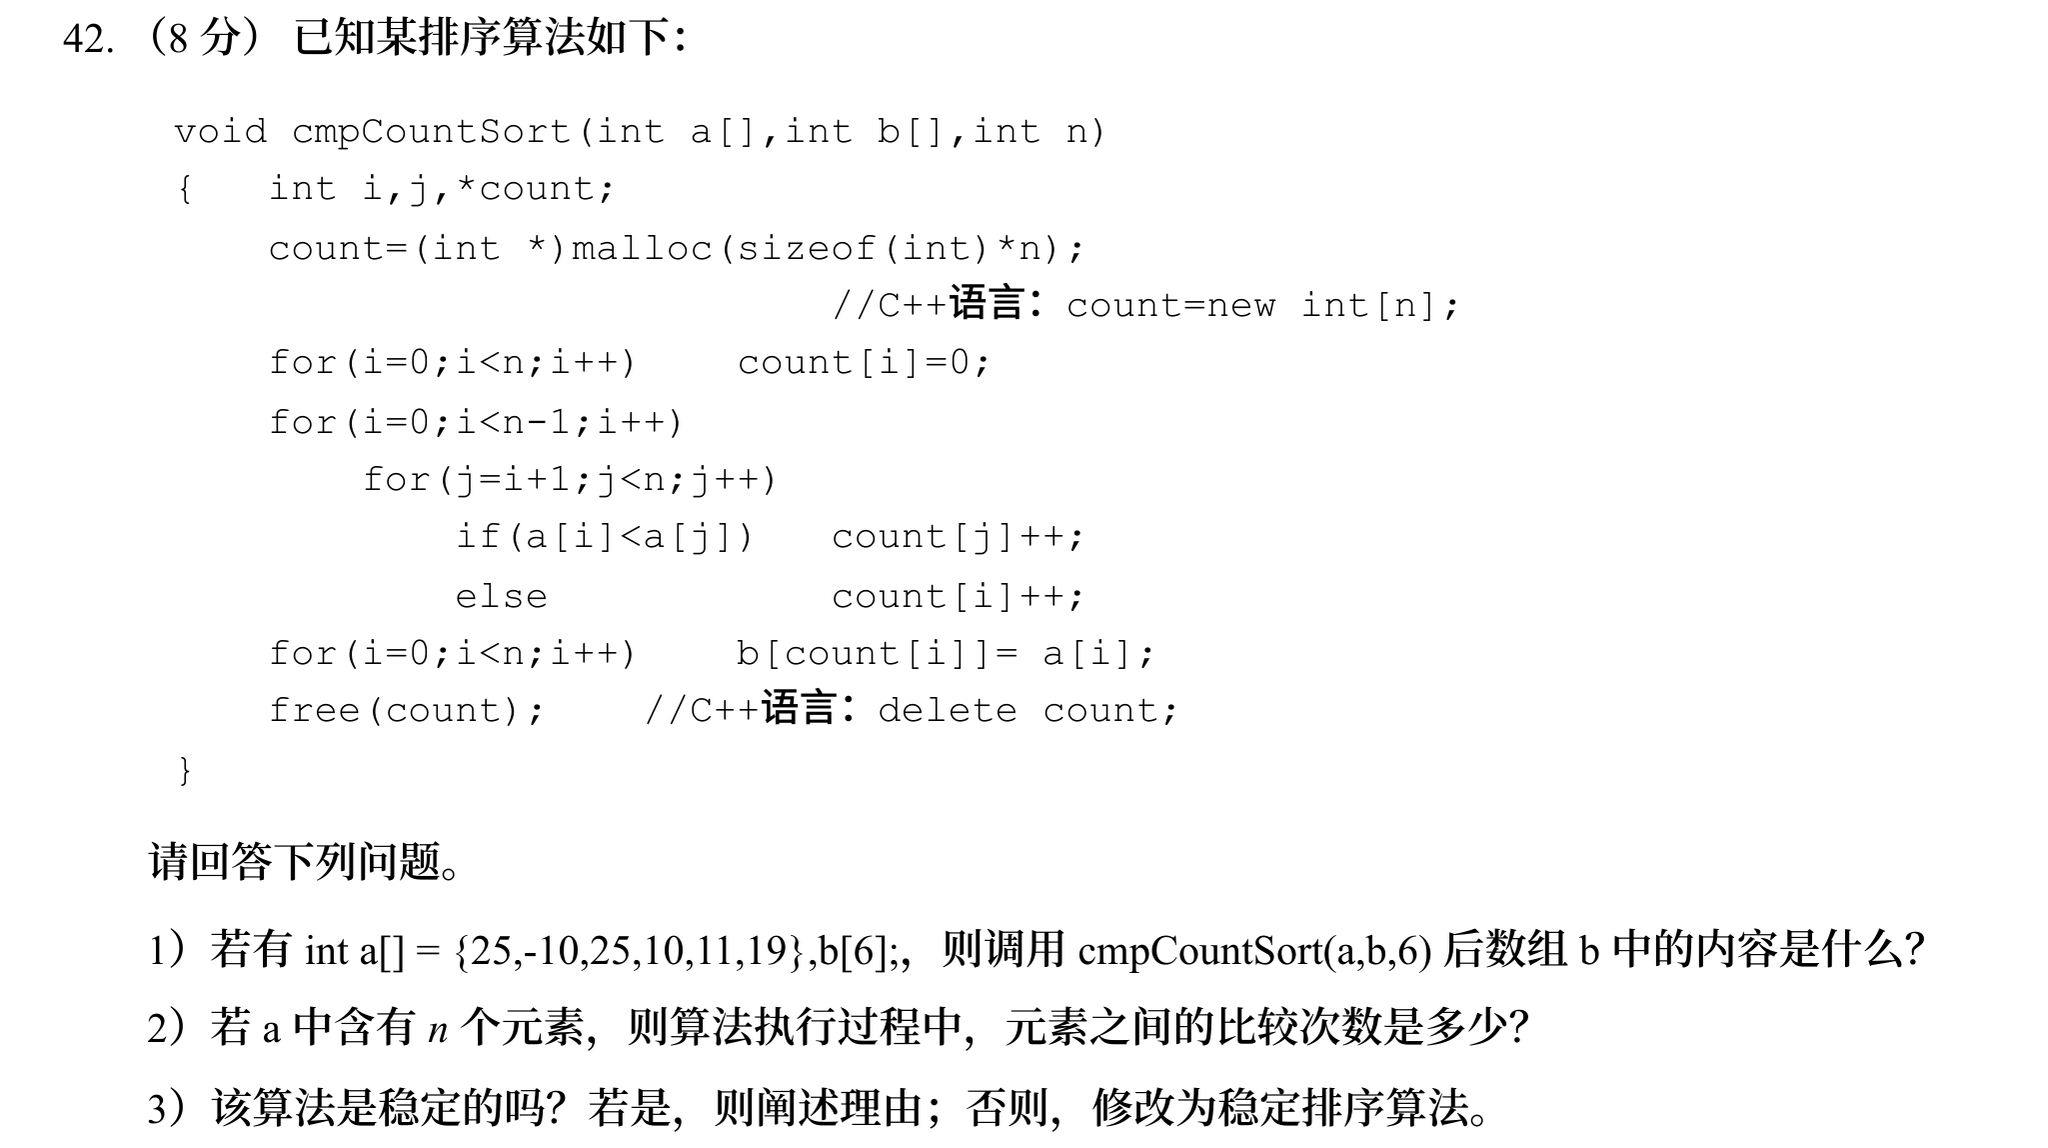 42. （8 分） 已知某排序算法如下：
void cmpCountSort(int a[],int b[],int n)
{ int i,j,*count;
count=(int *)malloc(sizeof(int)*n);
//C++语言：count=new int[n];
for(i=0;i<n;i++) count[i]=0;
for(i=0;i<n-1;i++)
for(j=i+1;j<n;j++)
if(a[i]<a[j]) count[j]++;
else count[i]++;
for(i=0;i<n;i++) b[count[i]]= a[i];
free(count); //C++语言：delete count;
}
请回答下列问题。
1）若有 int a[] = {25,-10,25,10,11,19},b[6];，则调用 cmpCountSort(a,b,6) 后数组 b 中的内容是什么？
2）若 a 中含有 n 个元素，则算法执行过程中，元素之间的比较次数是多少？
3）该算法是稳定的吗？若是，则阐述理由；否则，修改为稳定排序算法。